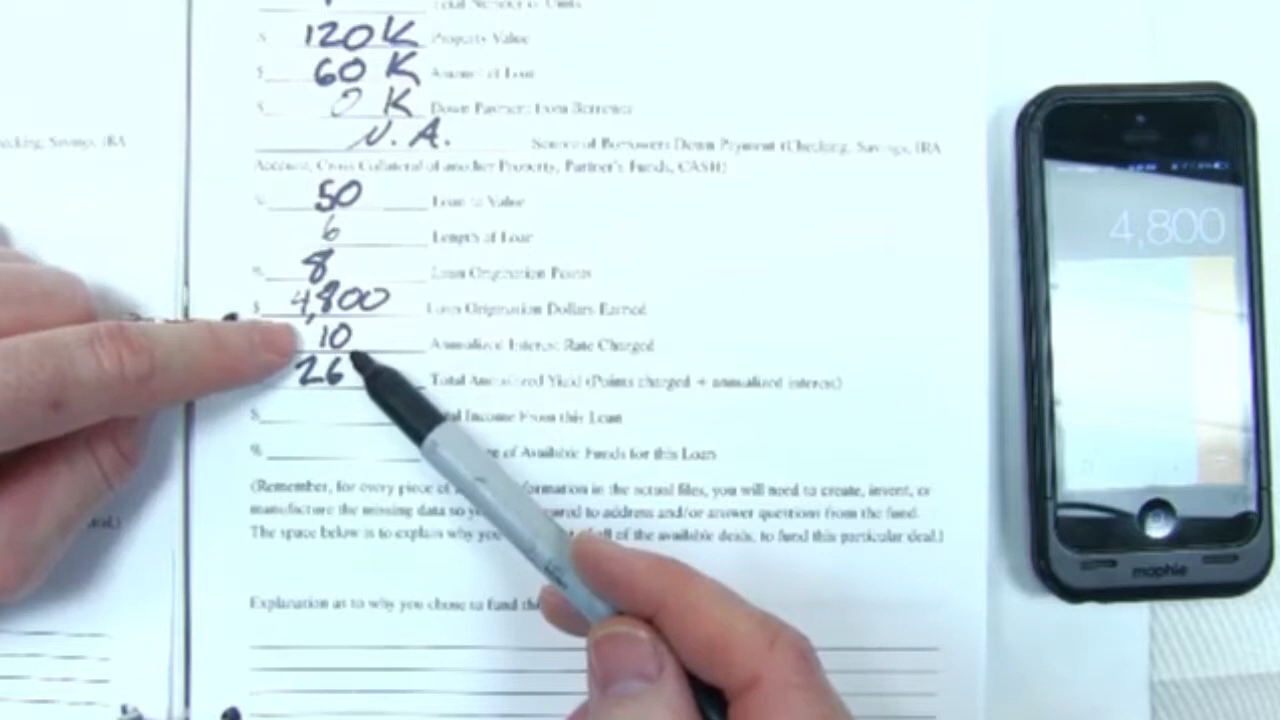 Total Number of Units
$ 120 K Property Value
$ 60 K Amount of Loan
$ 0 K Down Payment from Borrower
N. A. Source of Borrowers Down Payment (Checking, Savings, IRA
Account, Cross Collateral of another Property, Partner's Funds, CASH)
% 50 Loan to Value
6 Length of Loan
% 8 Loan Origination Points
$ 4,800 Loan Origination Dollars Earned
10 Annualized Interest Rate Charged
26 Total Annualized Yield (Points charged + annualized interest)
$ Income From this Loan
% of Available Funds for this Loan
(Remember, for every piece of in the actual files, you will need to create, invent, or
manufacture the missing data so to address and/or answer questions from the fund.
The space below is to explain why you of all of the available deals, to fund this particular deal.)
Explanation as to why you chose to fund
Checking, Savings, IRA
4,800
mophie